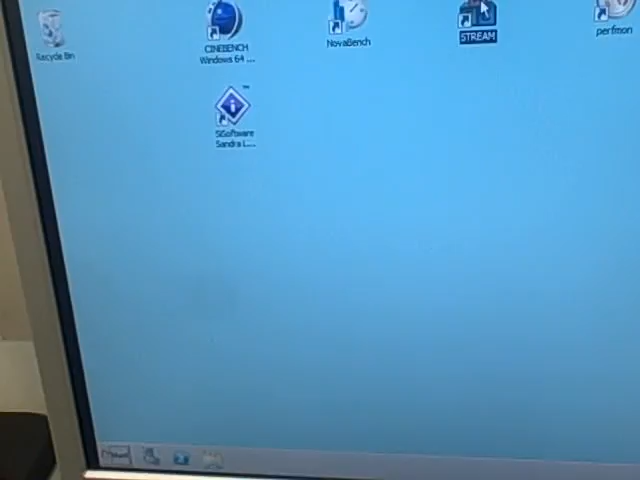 Recycle Bin
CINEBENCH
Windows 64 ...
NovaBench
STREAM
perfmon
SiSoftware
Sandra L...